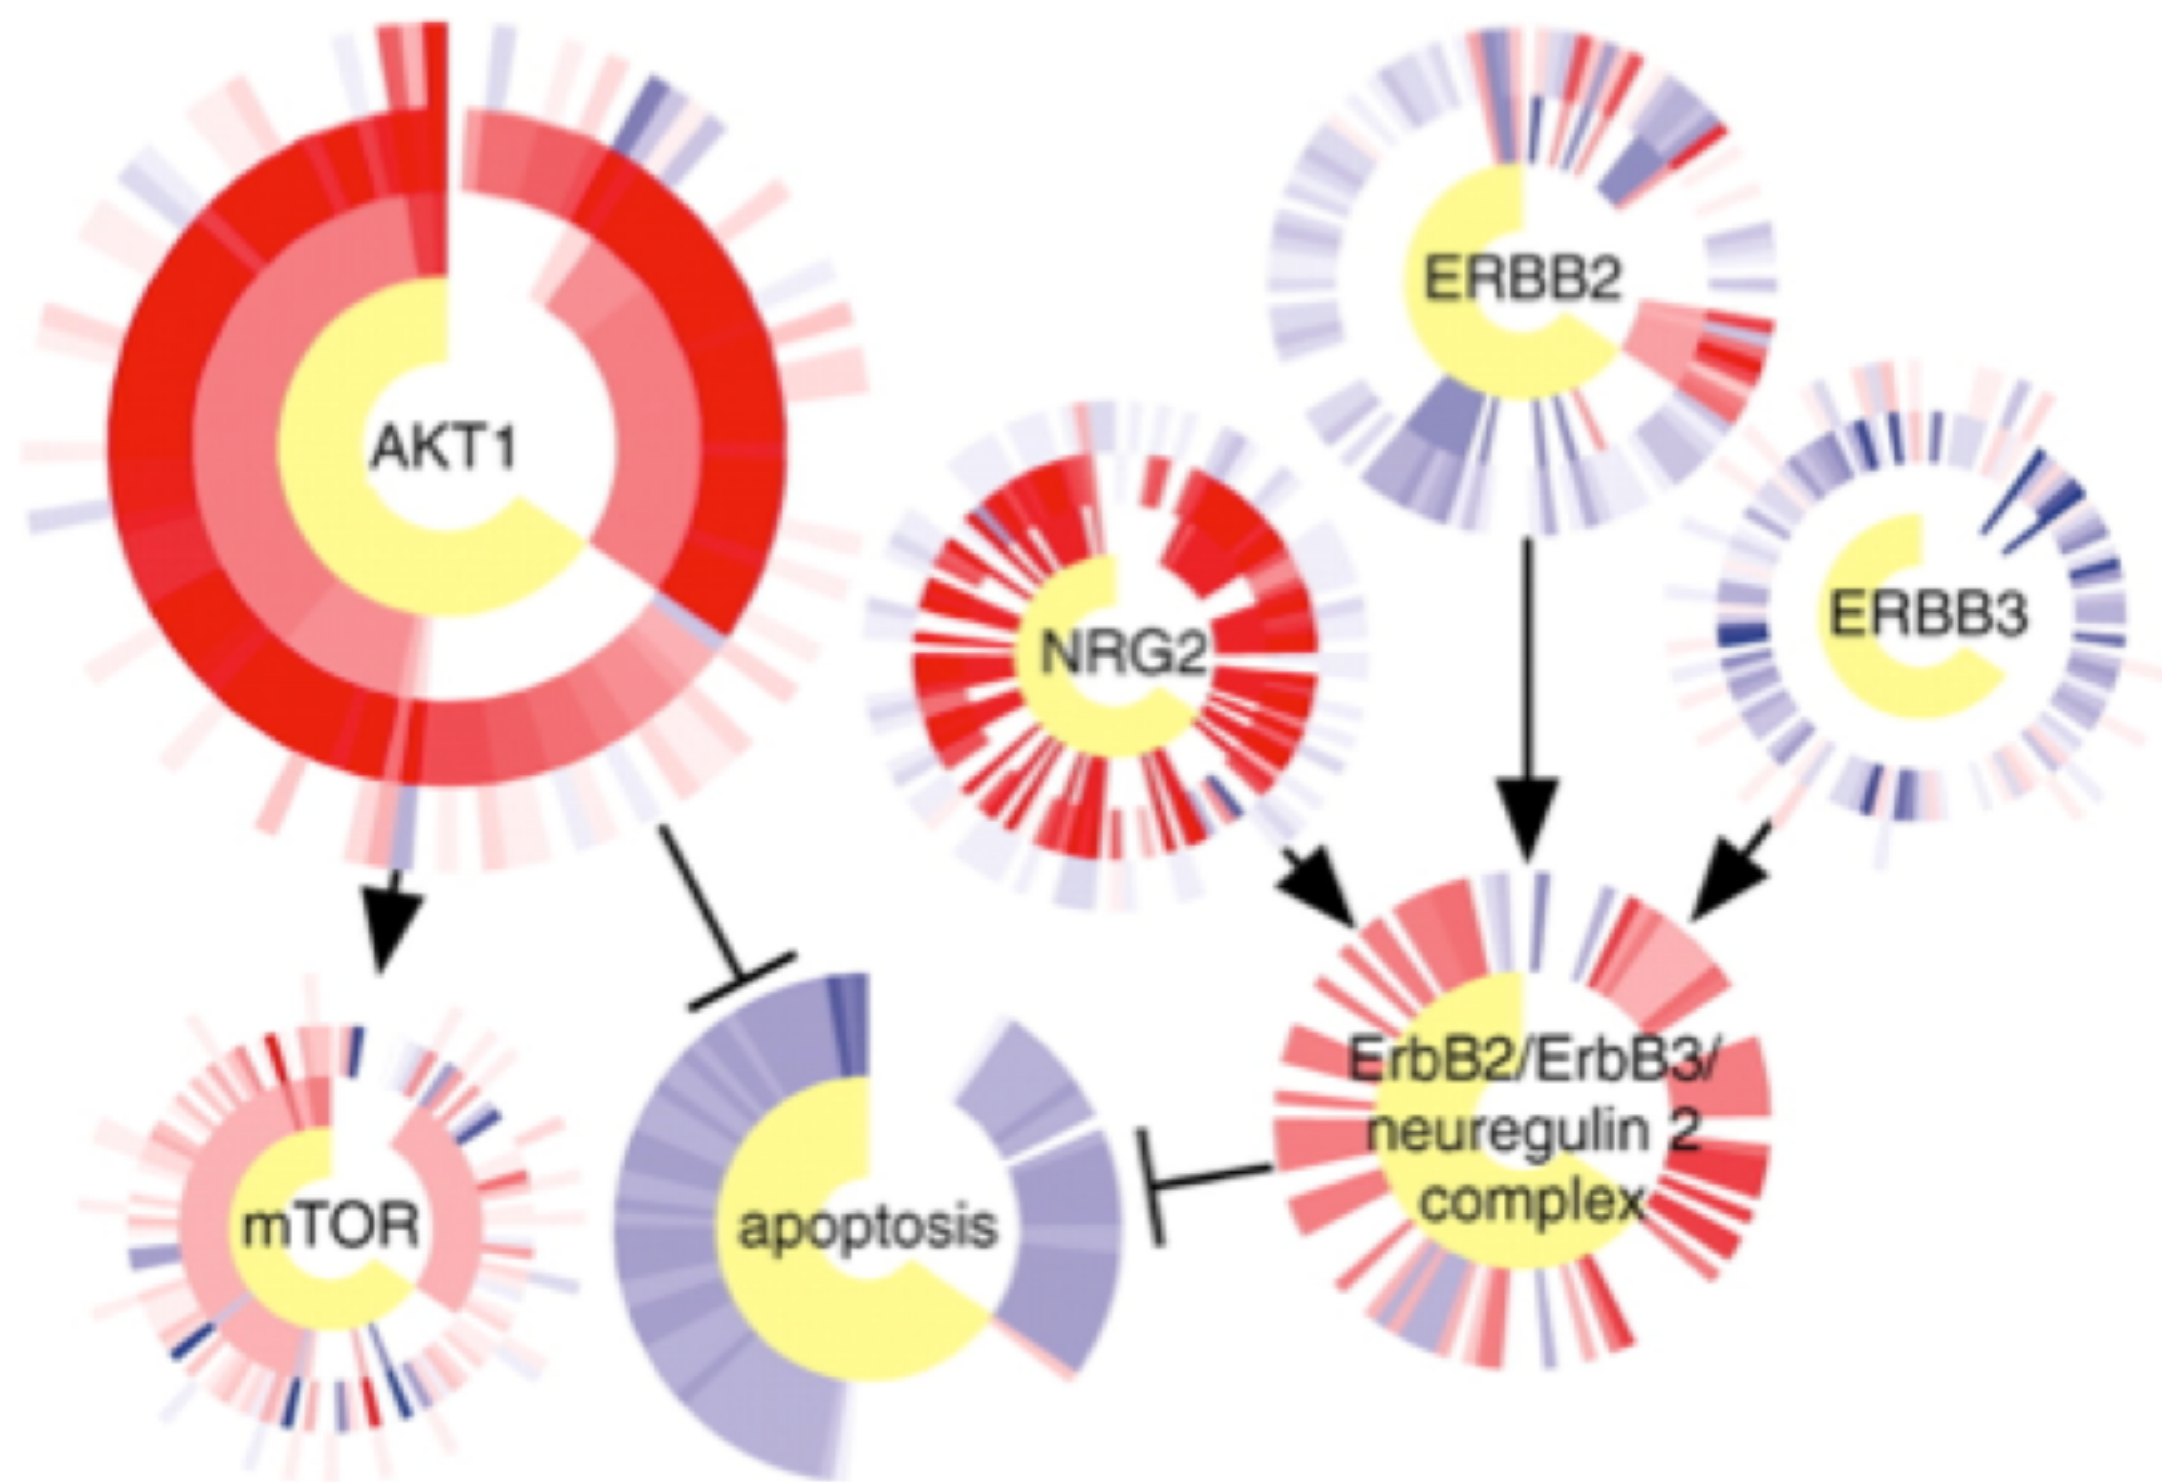 ERBB2
AKT1
ERBB3
NRG2
ErbB2/ErbB3/
neuregulin 2
complex
mTOR
apoptosis